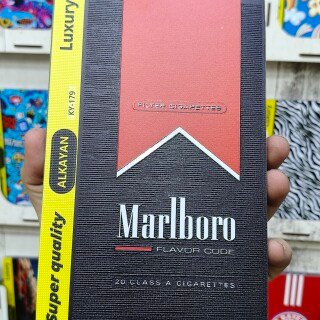 Luxury
KY-179
ALKAYAN
super quality
FILTER CIGARETTES
Marlboro
FLAVOR CODE
20 CLASS A CIGARETTES